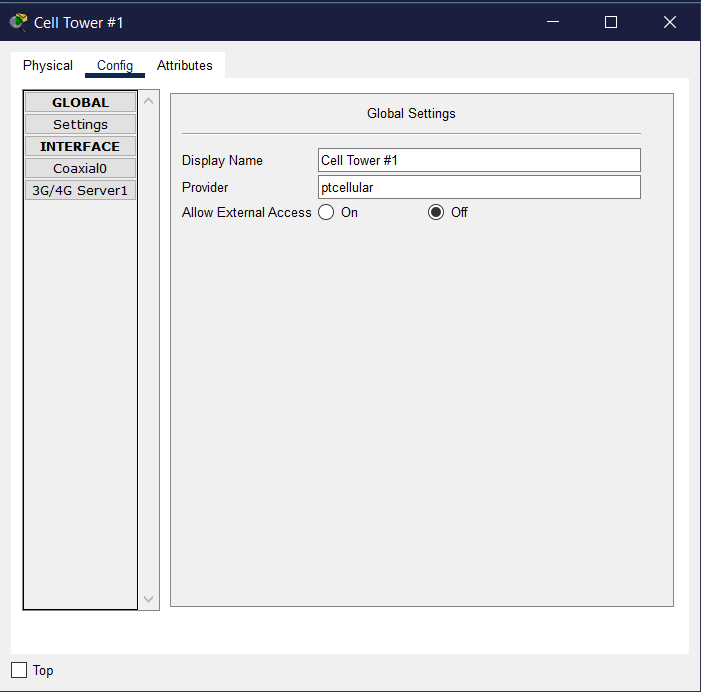 Cell Tower #1
Physical Config Attributes
GLOBAL
Settings
INTERFACE
Coaxial0
3G/4G Server1
Global Settings
Display Name Cell Tower #1
Provider ptcellular
Allow External Access On Off
Top